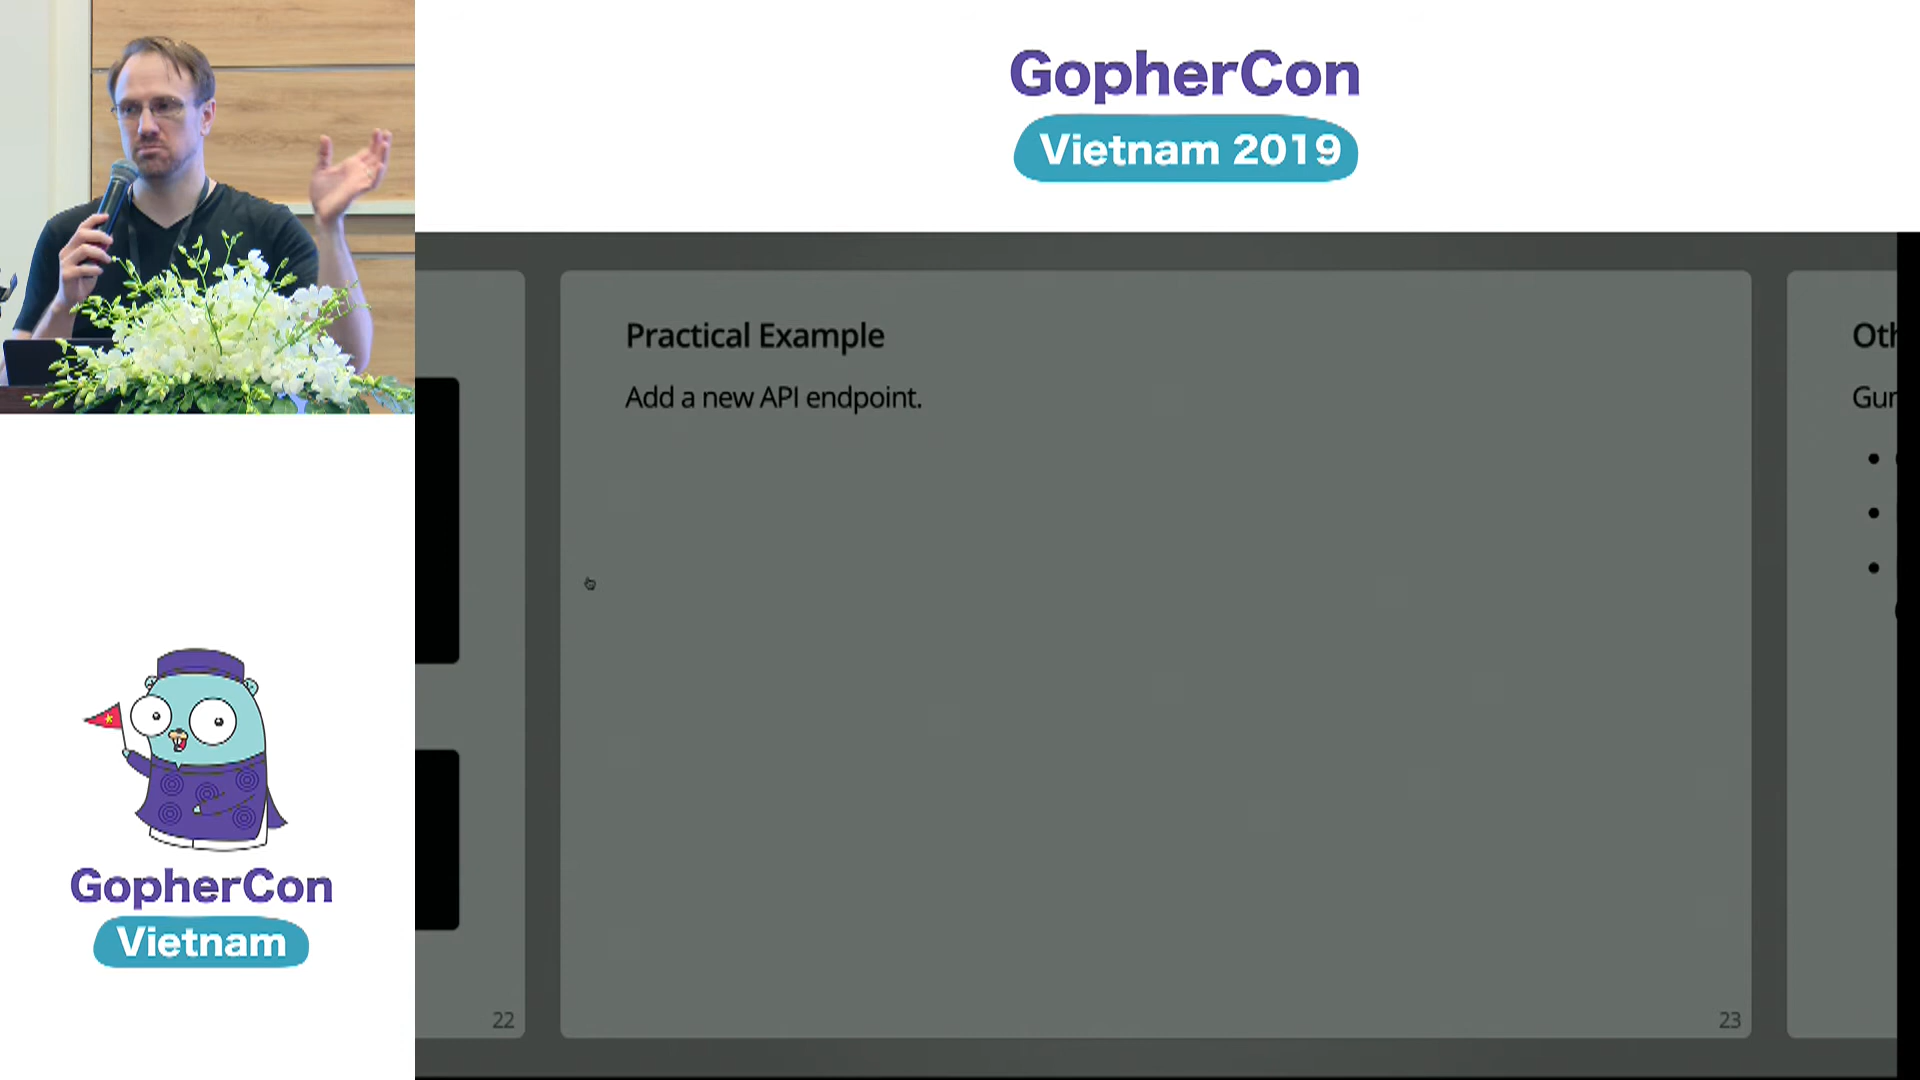 GopherCon
Vietnam 2019
Practical Example
Add a new API endpoint.
22
23
GopherCon
Vietnam